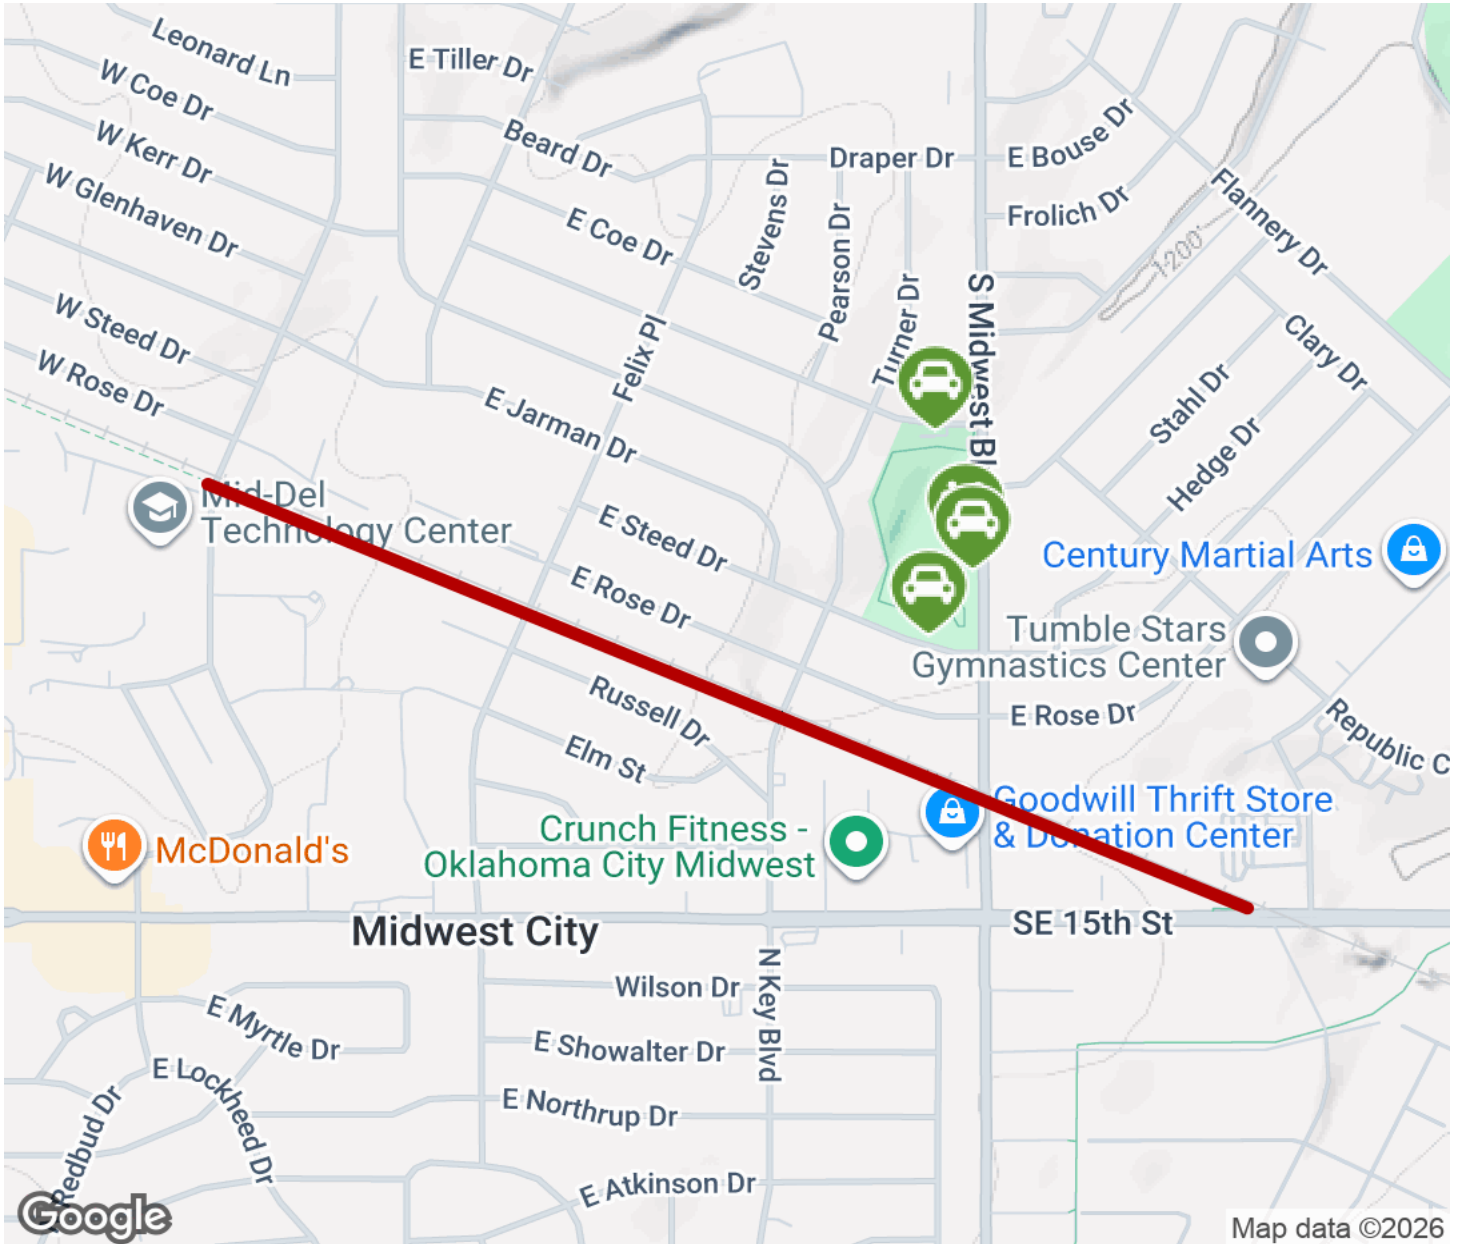 Leonard Ln
E Tiller Dr
W Coe Dr
W Kerr Dr
Beard Dr
Draper Dr
E Bouse Dr
W Glenhaven Dr
E Coe Dr
Stevens Dr
Pearson Dr
Frolich Dr
Flannery Dr
1200'
W Steed Dr
W Rose Dr
Felix Pl
Turner Dr
S Midwest Bl
Clary Dr
E Jarman Dr
Stahl Dr
Hedge Dr
Mid-Del
Technology Center
E Steed Dr
Century Martial Arts
E Rose Dr
Tumble Stars
Gymnastics Center
Russell Dr
E Rose Dr
Republic C
Elm St
Goodwill Thrift Store
& Donation Center
McDonald's
Crunch Fitness -
Oklahoma City Midwest
Midwest City
SE 15th St
Wilson Dr
N Key Blvd
E Myrtle Dr
E Showalter Dr
E Lockheed Dr
Redbud Dr
E Northrup Dr
E Atkinson Dr
Google
Map data ©2026